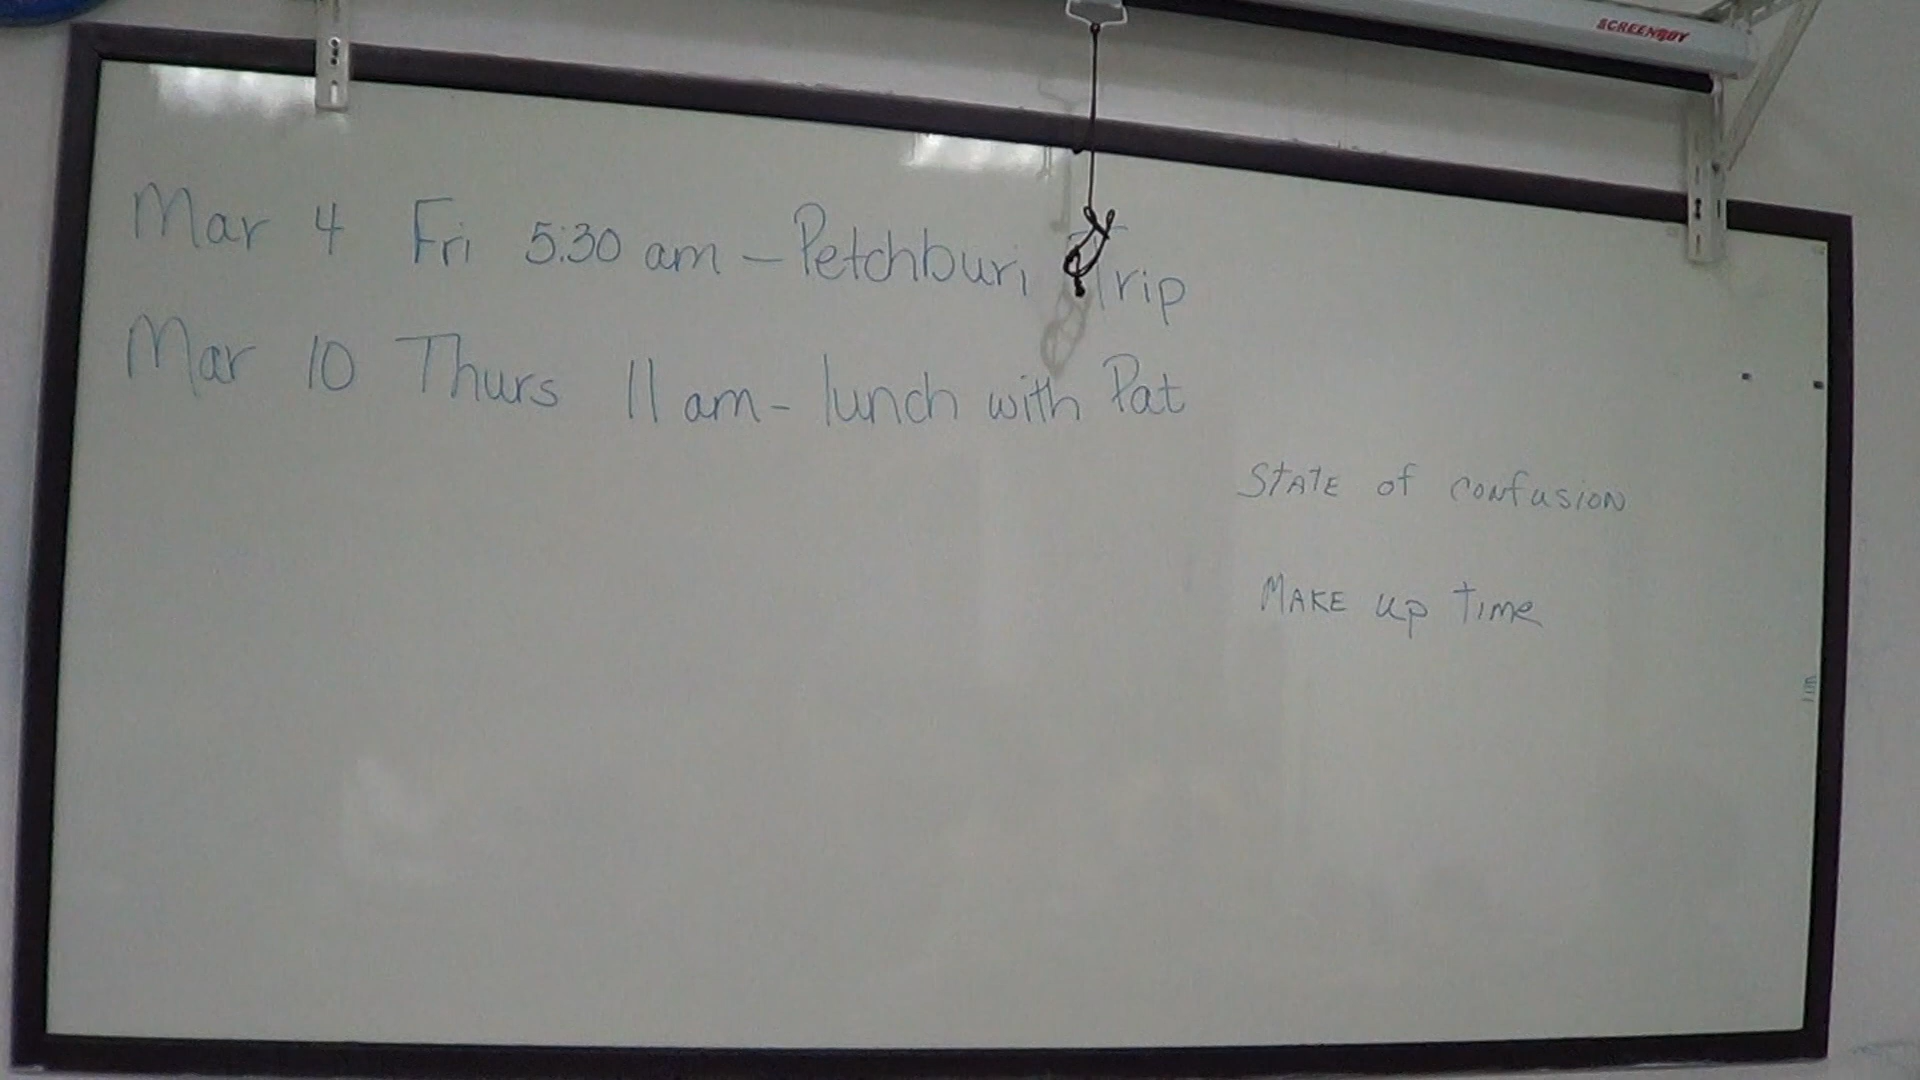 SCREENBOY
Mar 4 Fri 5:30 am - Petchburi Trip
Mar 10 Thurs 11 am - lunch with Pat
STATE of confusion
MAKE up time